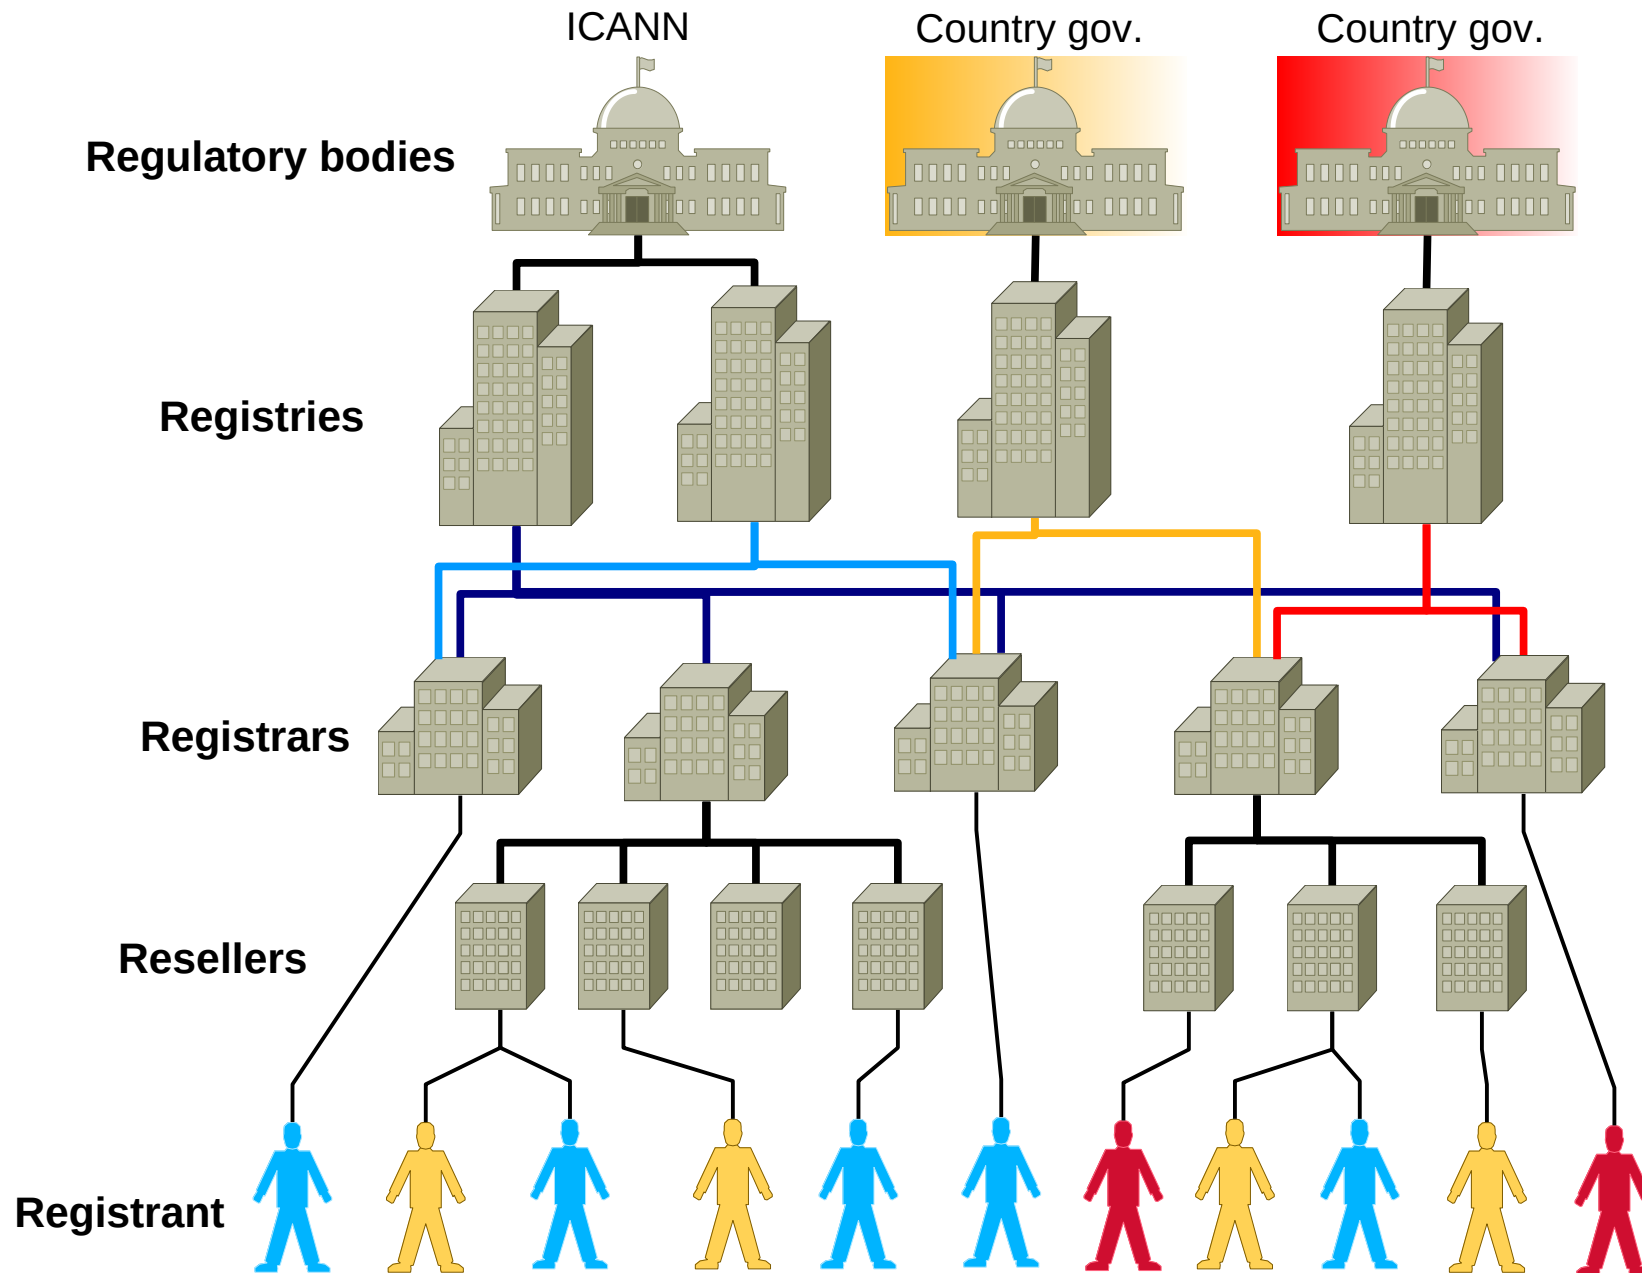 ICANN
Country gov.
Country gov.
Regulatory bodies
Registries
Registrars
Resellers
Registrant